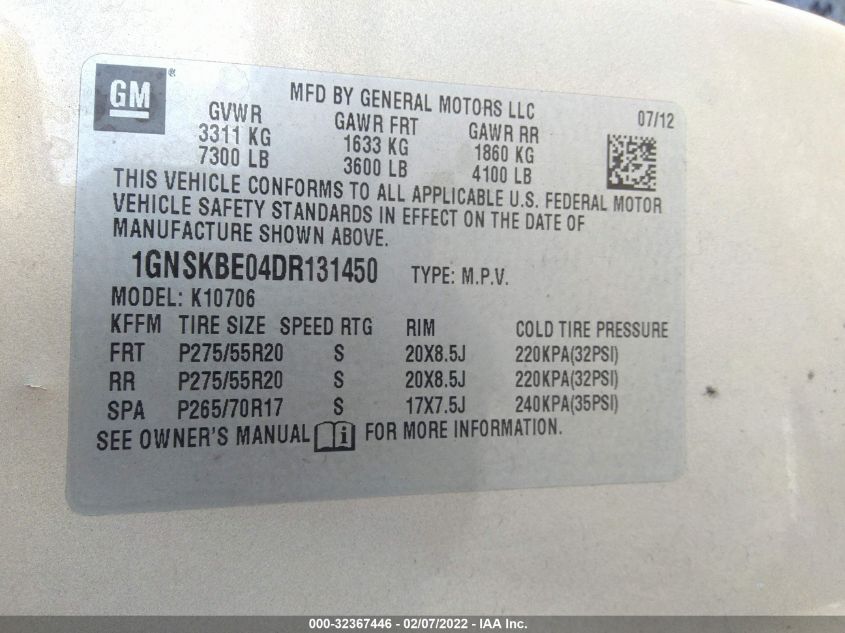 GM®
MFD BY GENERAL MOTORS LLC
07/12
GVWR GAWR FRT GAWR RR
3311 KG 1633 KG 1860 KG
7300 LB 3600 LB 4100 LB
THIS VEHICLE CONFORMS TO ALL APPLICABLE U.S. FEDERAL MOTOR
VEHICLE SAFETY STANDARDS IN EFFECT ON THE DATE OF
MANUFACTURE SHOWN ABOVE.
1GNSKBE04DR131450 TYPE: M.P.V.
MODEL: K10706
KFFM TIRE SIZE SPEED RTG RIM COLD TIRE PRESSURE
FRT P275/55R20 S 20X8.5J 220KPA(32PSI)
RR P275/55R20 S 20X8.5J 220KPA(32PSI)
SPA P265/70R17 S 17X7.5J 240KPA(35PSI)
SEE OWNER'S MANUAL i FOR MORE INFORMATION.
000-32367446 - 02/07/2022 - IAA Inc.